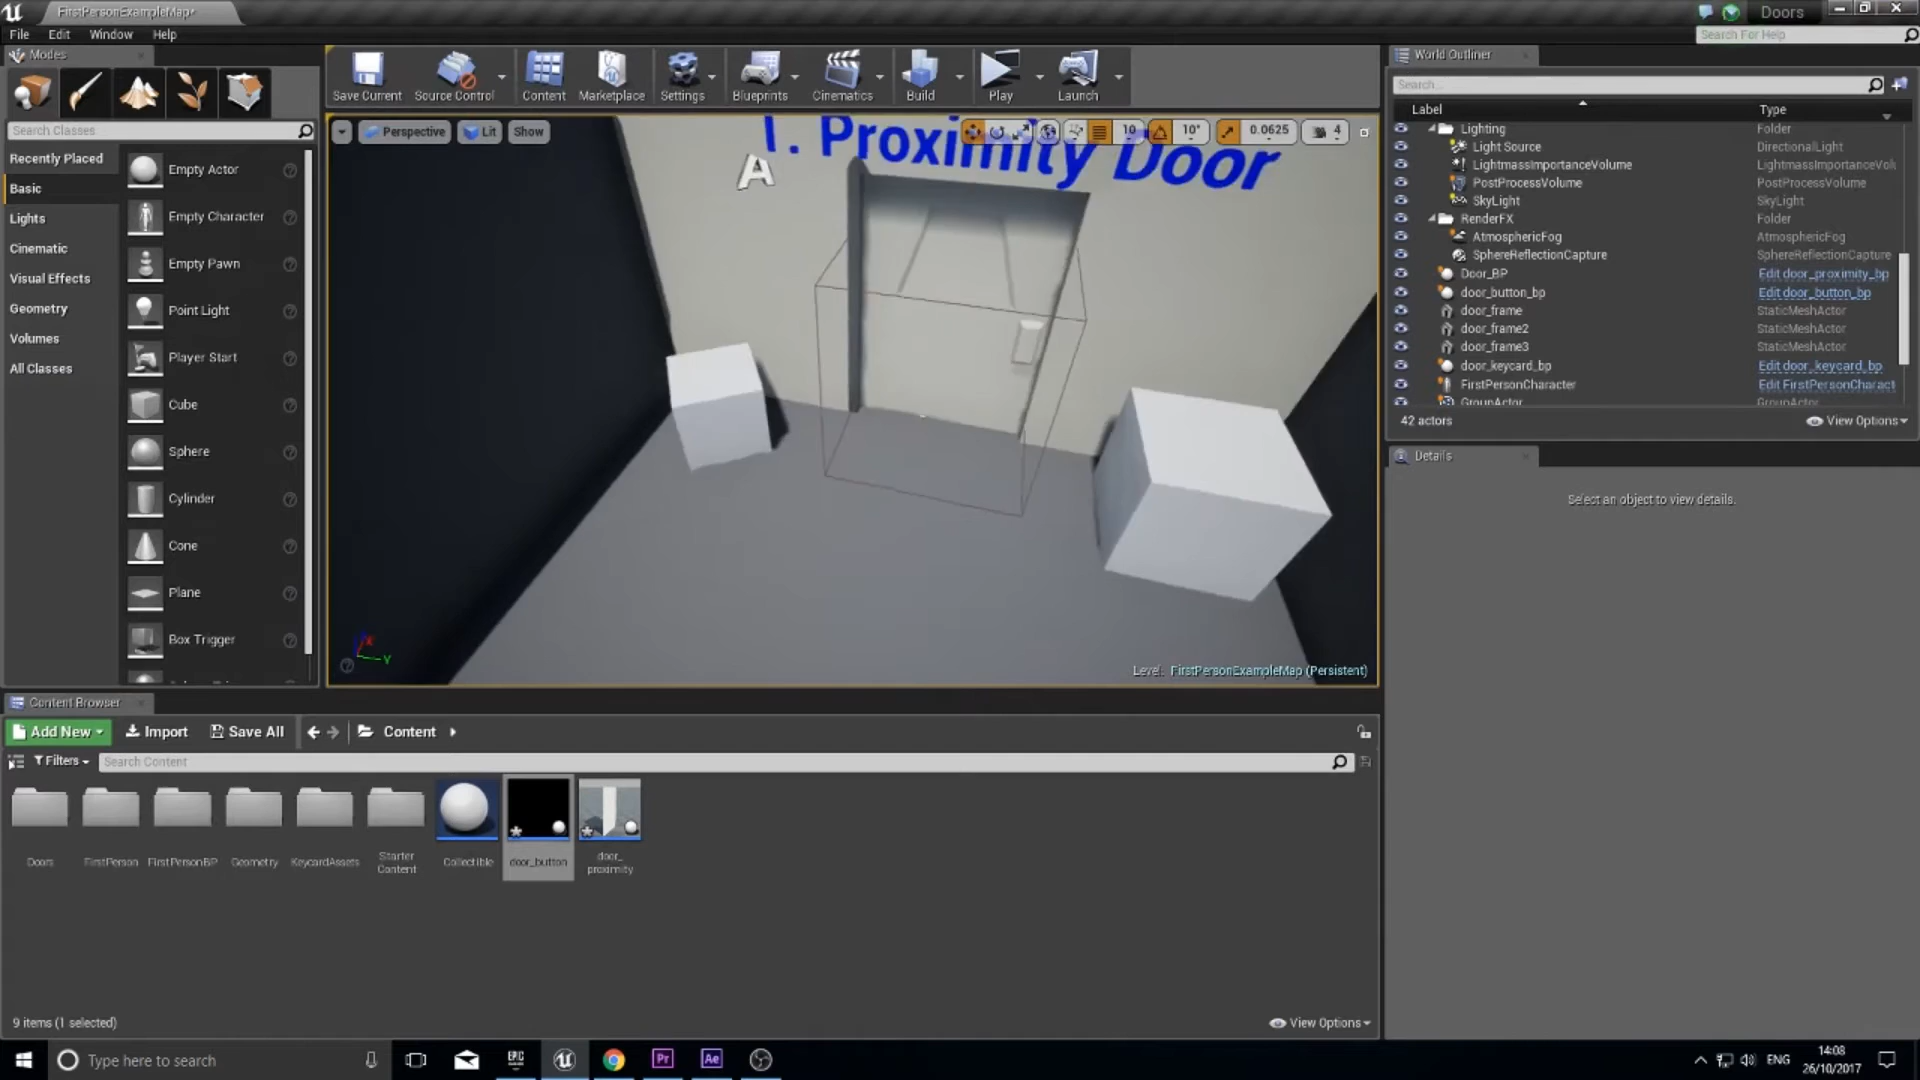 FirstPersonExampleMap*
Doors
File Edit Window Help
Search For Help
Modes
Search Classes
Recently Placed
Basic
Lights
Cinematic
Visual Effects
Geometry
Volumes
All Classes
Empty Actor
Empty Character
Empty Pawn
Point Light
Player Start
Cube
Sphere
Cylinder
Cone
Plane
Box Trigger
Save Current
Source Control
Content
Marketplace
Settings
Blueprints
Cinematics
Build
Play
Launch
Perspective
Lit
Show
10
10°
0.0625
4
1. Proximity Door
A
X
Y
Level: FirstPersonExampleMap (Persistent)
World Outliner
Search...
Label Type
Lighting Folder
Light Source DirectionalLight
LightmassImportanceVolume LightmassImportanceVol
PostProcessVolume PostProcessVolume
SkyLight SkyLight
RenderFX Folder
AtmosphericFog AtmosphericFog
SphereReflectionCapture SphereReflectionCapture
Door_BP Edit door_proximity_bp
door_button_bp Edit door_button_bp
door_frame StaticMeshActor
door_frame2 StaticMeshActor
door_frame3 StaticMeshActor
door_keycard_bp Edit door_keycard_bp
FirstPersonCharacter Edit FirstPersonCharact
GroupActor GroupActor
42 actors
View Options
Details
Select an object to view details.
Content Browser
Add New
Import
Save All
Content
Filters
Search Content
Doors
FirstPerson
FirstPersonBP
Geometry
KeycardAssets
Starter
Content
Collectible
door_button
door_
proximity
9 items (1 selected)
View Options
Type here to search
EPIC
GAMES
Pr
Ae
ENG
14:08
26/10/2017